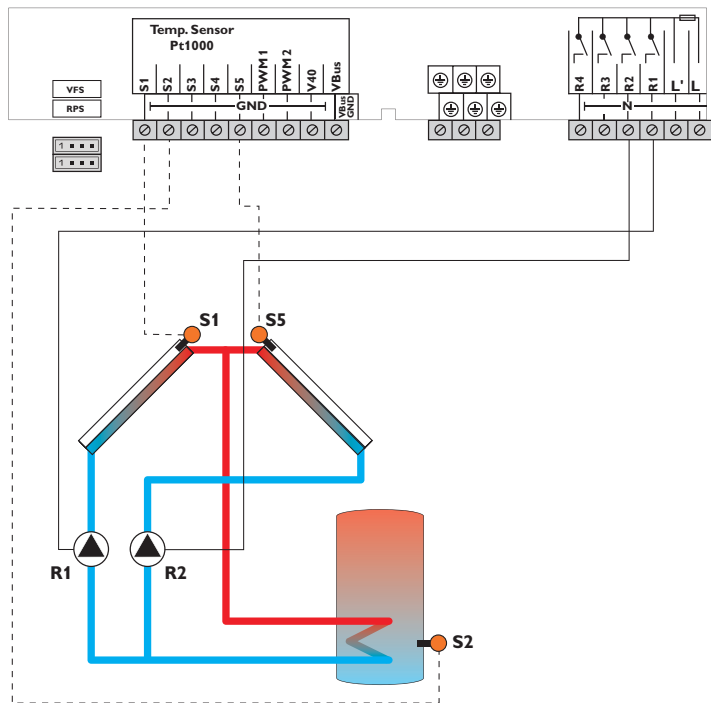 Temp. Sensor
Pt1000
S1 S2 S3 S4 S5 PWM 1 PWM 2 V40 VBus
GND
VBus
GND
VFS
RPS
1
1
R4 R3 R2 R1 L' L
N
S1
S5
R1
R2
S2